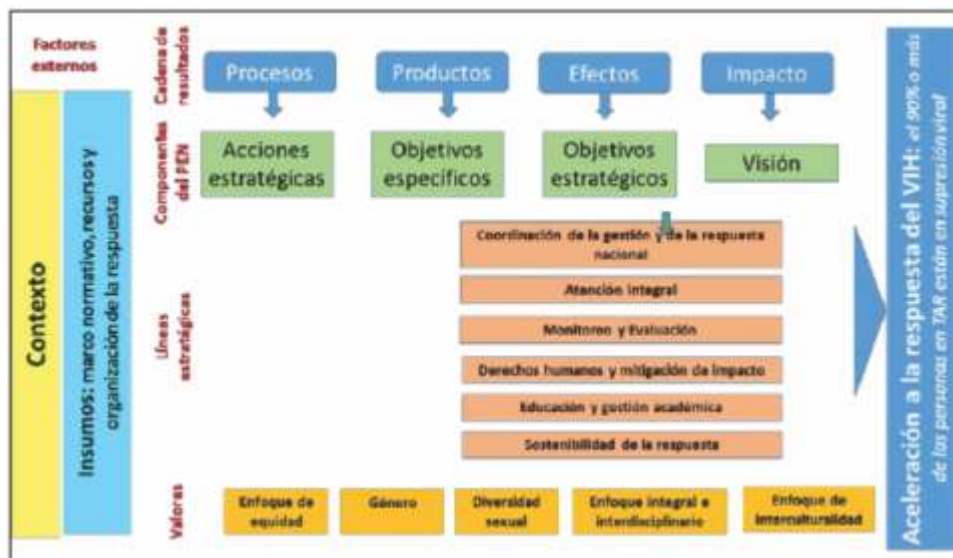 Factores
externos
Cadena de
resultados
Procesos
Productos
Efectos
Impacto
Componentes
del PEN
Acciones
estratégicas
Objetivos
específicos
Objetivos
estratégicos
Visión
Contexto
Insumos: marco normativo, recursos y
organización de la respuesta
Líneas
estratégicas
Coordinación de la gestión y de la respuesta
nacional
Atención integral
Monitoreo y Evaluación
Derechos humanos y mitigación de impacto
Educación y gestión académica
Sostenibilidad de la respuesta
Valores
Enfoque de
equidad
Género
Diversidad
sexual
Enfoque integral e
interdisciplinario
Enfoque de
interculturalidad
Aceleración a la respuesta del VIH: el 90% o más
de las personas en TAR están en supresión viral